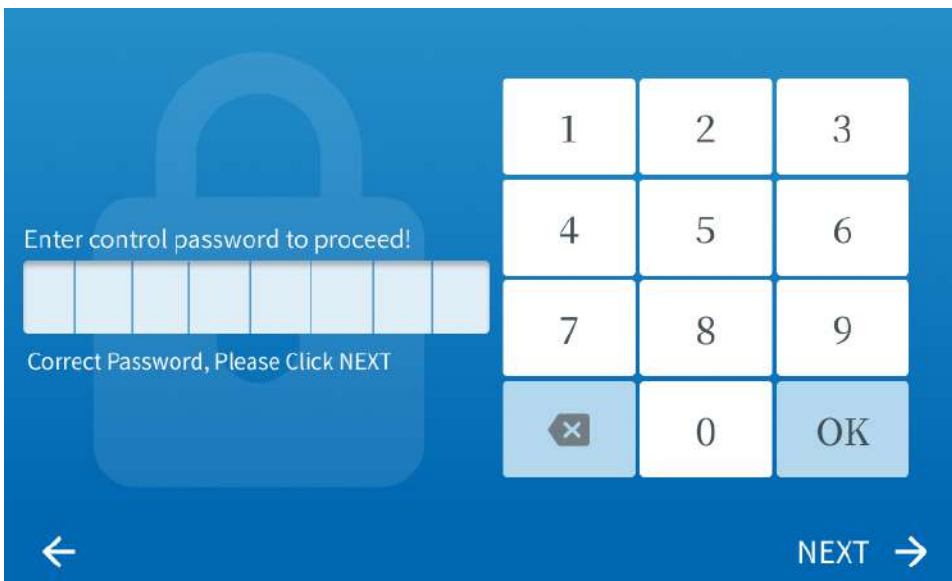 Enter control password to proceed!
Correct Password, Please Click NEXT
1 2 3
4 5 6
7 8 9
0 OK
NEXT